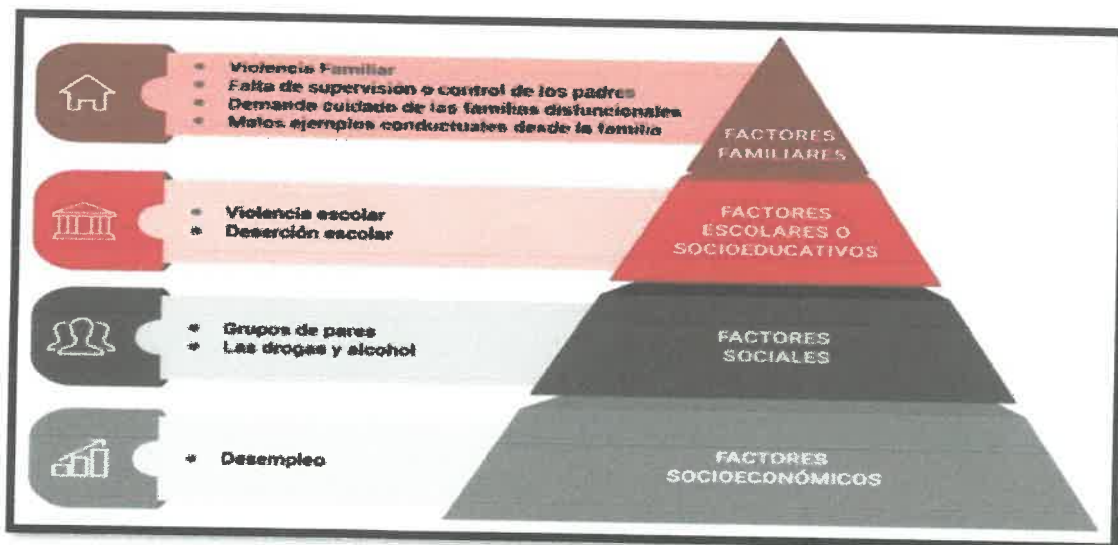 • Violencia Familiar
• Falta de supervisión o control de los padres
• Demanda cuidado de las familias disfuncionales
• Malos ejemplos conductuales desde la familia
FACTORES
FAMILIARES
• Violencia escolar
• Deserción escolar
FACTORES
ESCOLARES O
SOCIOEDUCATIVOS
• Grupos de pares
• Las drogas y alcohol
FACTORES
SOCIALES
• Desempleo
FACTORES
SOCIOECONÓMICOS